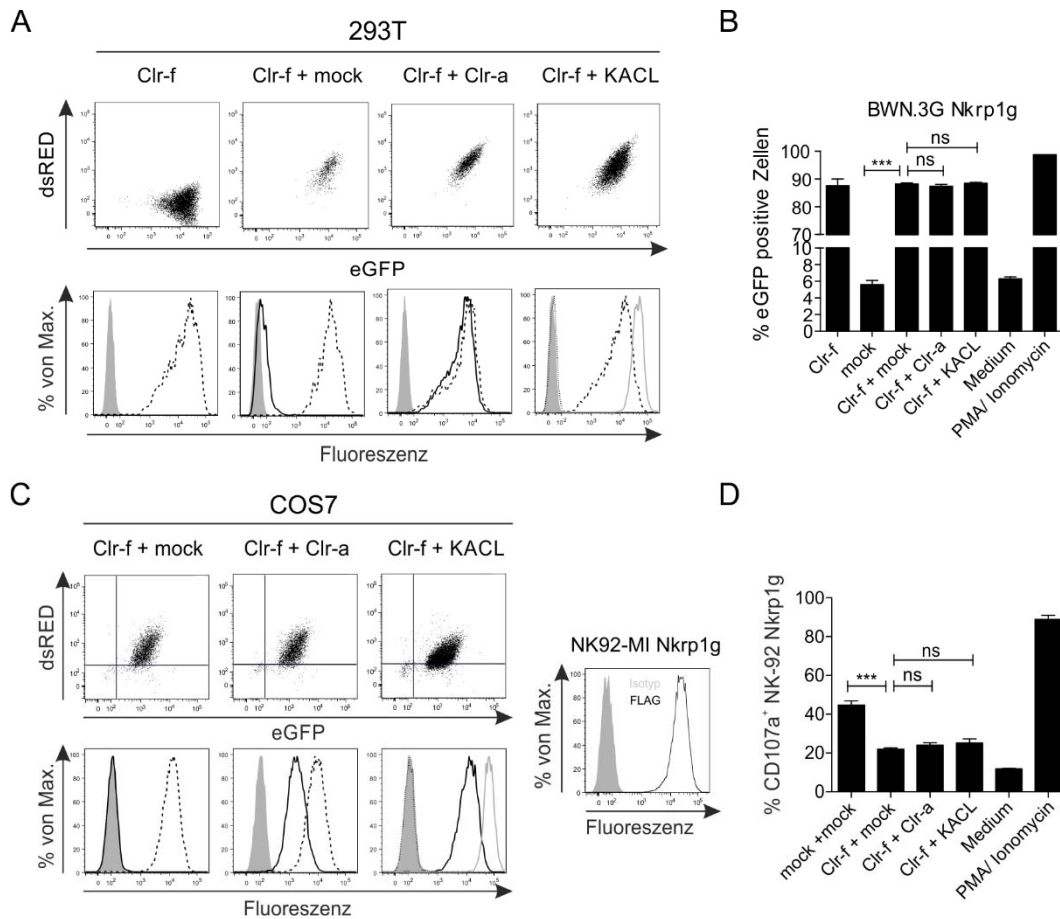 A
293T
Clr-f
Clr-f + mock
Clr-f + Clr-a
Clr-f + KACL
dsRED
eGFP
% von Max.
Fluoreszenz
B
BWN.3G Nkrp1g
ns
*** ns
% eGFP positive Zellen
100
90
80
70
10
8
6
4
2
0
Clr-f
mock
Clr-f + mock
Clr-f + Clr-a
Clr-f + KACL
Medium
PMA/ Ionomycin
C
COS7
Clr-f + mock
Clr-f + Clr-a
Clr-f + KACL
dsRED
eGFP
% von Max.
Fluoreszenz
NK92-MI Nkrp1g
Isotyp
FLAG
% von Max.
Fluoreszenz
D
ns
*** ns
% CD107a⁺ NK-92 Nkrp1g
100
80
60
40
20
0
mock +mock
Clr-f + mock
Clr-f + Clr-a
Clr-f + KACL
Medium
PMA/ Ionomycin